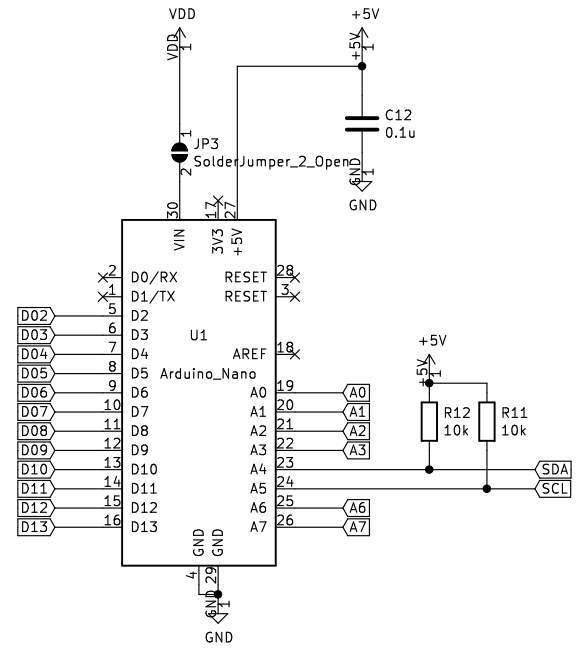 VDD
+5V
VDD
1
+5V
1
1
JP3
SolderJumper_2_Open
2
C12
0.1u
GND
1
GND
30
17
27
VIN
3V3
+5V
2
D0/RX
RESET
28
1
D1/TX
RESET
3
D02
5
D2
D03
6
D3
U1
D04
7
D4
AREF
18
D05
8
D5
Arduino_Nano
D06
9
D6
A0
19
A0
D07
10
D7
A1
20
A1
D08
11
D8
A2
21
A2
D09
12
D9
A3
22
A3
D10
13
D10
A4
23
SDA
D11
14
D11
A5
24
SCL
D12
15
D12
A6
25
A6
D13
16
D13
A7
26
A7
+5V
+5V
1
R12
10k
R11
10k
GND
GND
4
29
GND
1
GND